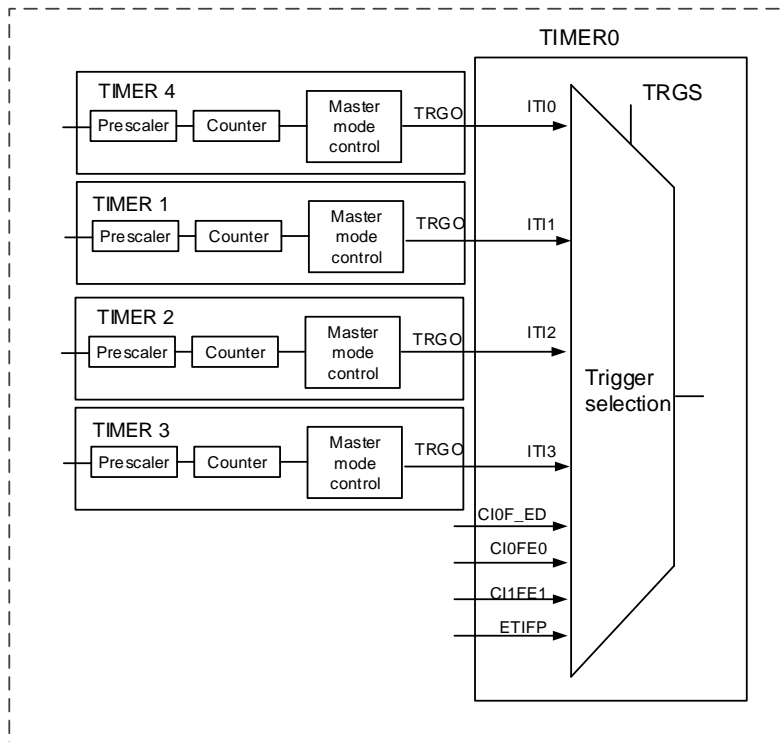 TIMER0
TIMER 4
Prescaler
Counter
Master
mode
control
TRGO
ITI0
TRGS
TIMER 1
Prescaler
Counter
Master
mode
control
TRGO
ITI1
TIMER 2
Prescaler
Counter
Master
mode
control
TRGO
ITI2
Trigger
selection
TIMER 3
Prescaler
Counter
Master
mode
control
TRGO
ITI3
CI0F_ED
CI0FE0
CI1FE1
ETIFP